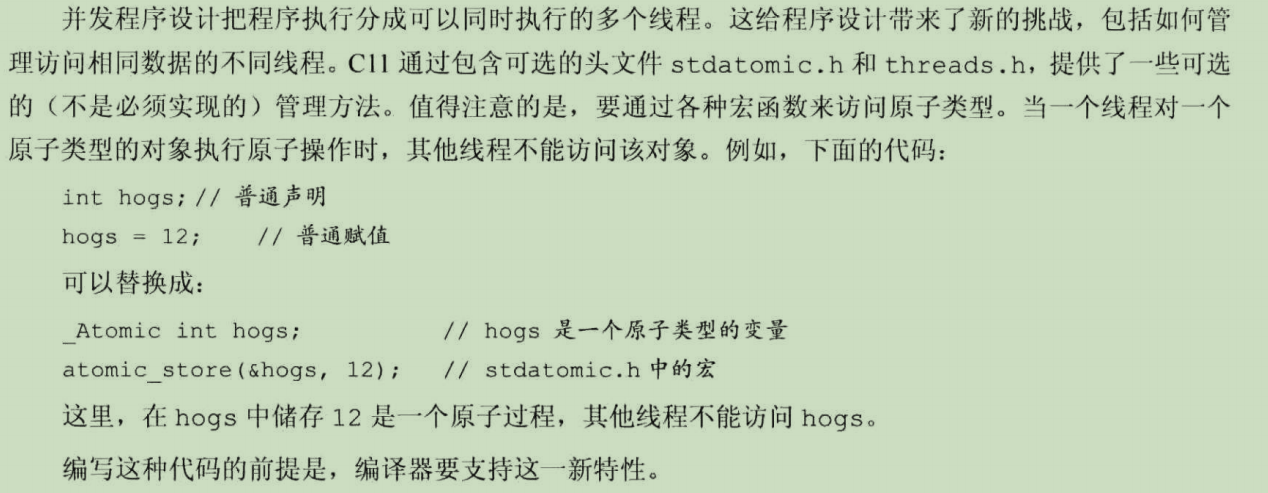 并发程序设计把程序执行分成可以同时执行的多个线程。这给程序设计带来了新的挑战，包括如何管
理访问相同数据的不同线程。C11 通过包含可选的头文件 stdatomic.h 和 threads.h，提供了一些可选
的（不是必须实现的）管理方法。值得注意的是，要通过各种宏函数来访问原子类型。当一个线程对一个
原子类型的对象执行原子操作时，其他线程不能访问该对象。例如，下面的代码：
int hogs; // 普通声明
hogs = 12; // 普通赋值
可以替换成：
_Atomic int hogs; // hogs 是一个原子类型的变量
atomic_store(&hogs, 12); // stdatomic.h 中的宏
这里，在 hogs 中储存 12 是一个原子过程，其他线程不能访问 hogs。
编写这种代码的前提是，编译器要支持这一新特性。